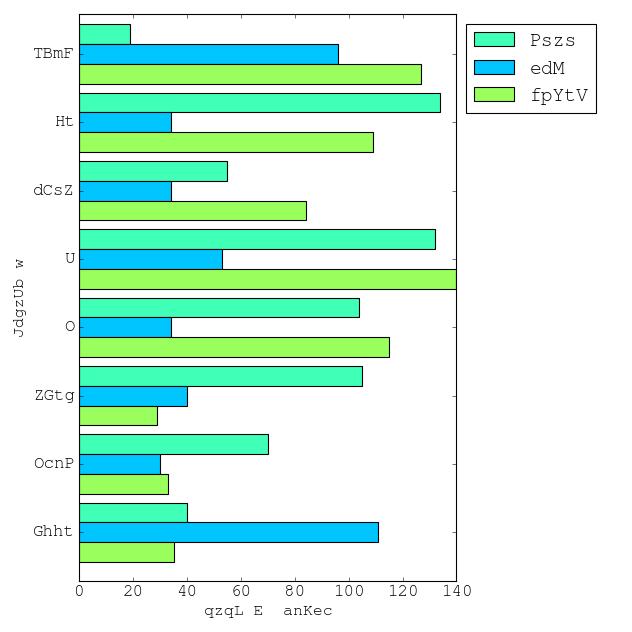 TBmF
Ht
dCsZ
U
O
ZGtg
OcnP
Ghht
JdgzUb w
0 20 40 60 80 100 120 140
qzqL E  anKec
Pszs
edM
fpYtV